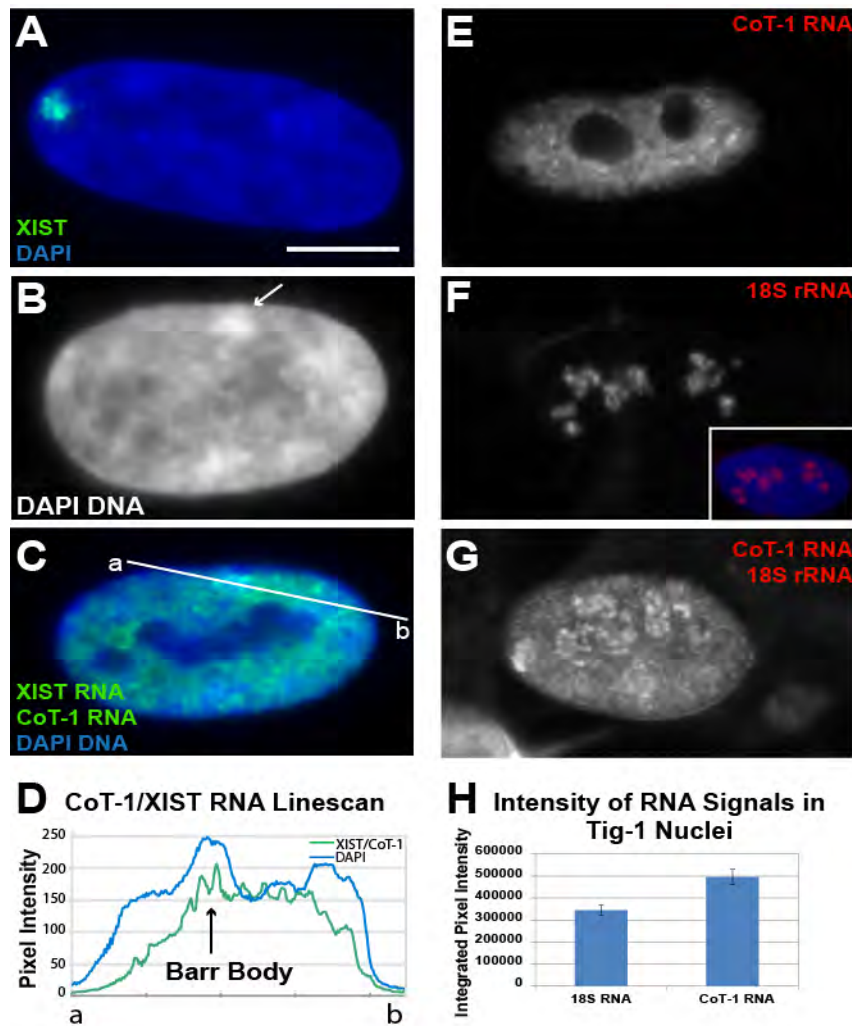 A
XIST
DAPI
B
DAPI DNA
C
a
b
XIST RNA
CoT-1 RNA
DAPI DNA
D CoT-1/XIST RNA Linescan
Pixel Intensity
250
200
150
100
50
0
XIST/CoT-1
DAPI
Barr Body
a
b
E
CoT-1 RNA
F
18S rRNA
G
CoT-1 RNA
18S rRNA
H Intensity of RNA Signals in
Tig-1 Nuclei
Integrated Pixel Intensity
600000
500000
400000
300000
200000
100000
0
18S RNA
CoT-1 RNA